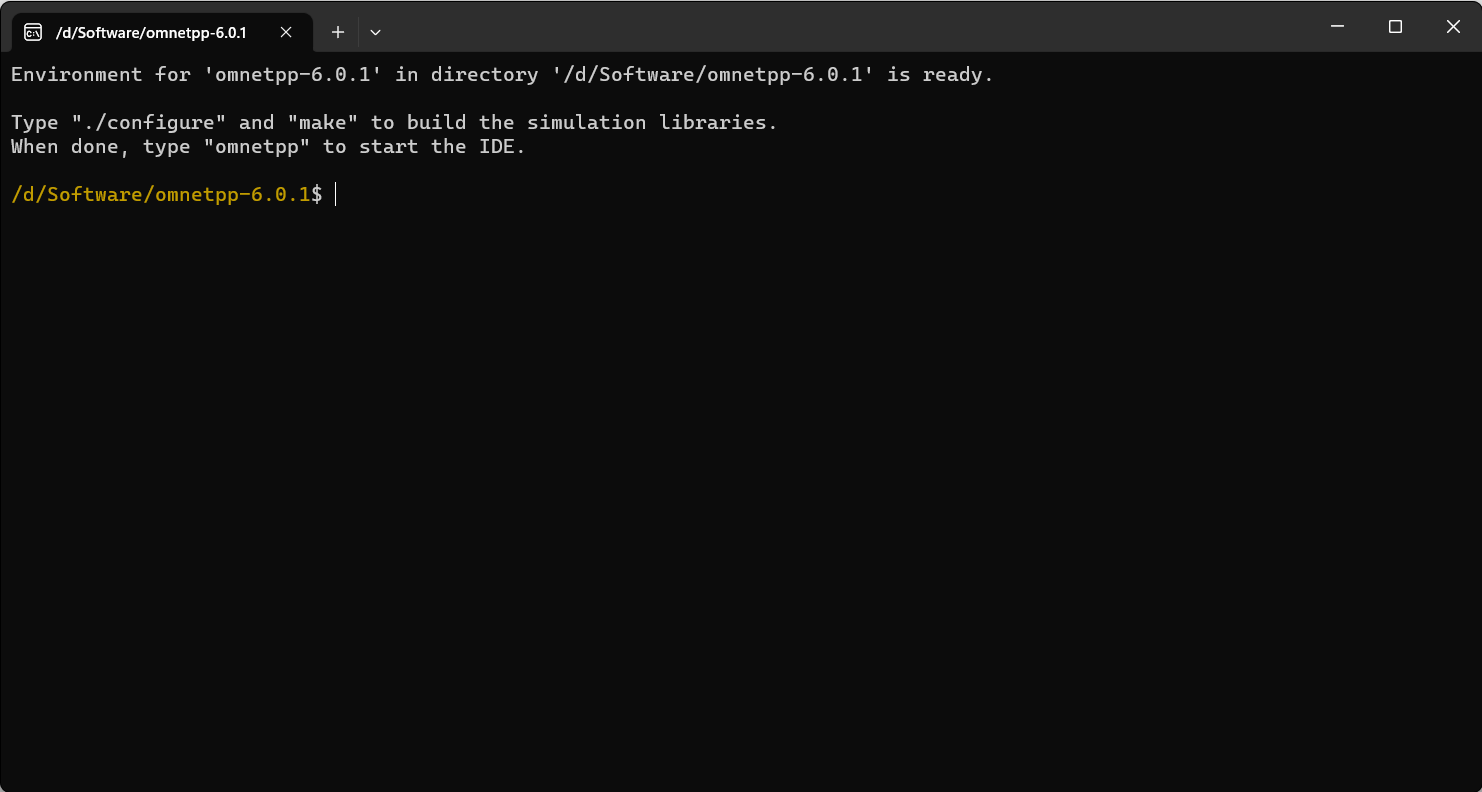 /d/Software/omnetpp-6.0.1
Environment for 'omnetpp-6.0.1' in directory '/d/Software/omnetpp-6.0.1' is ready.
Type "./configure" and "make" to build the simulation libraries.
When done, type "omnetpp" to start the IDE.
/d/Software/omnetpp-6.0.1$